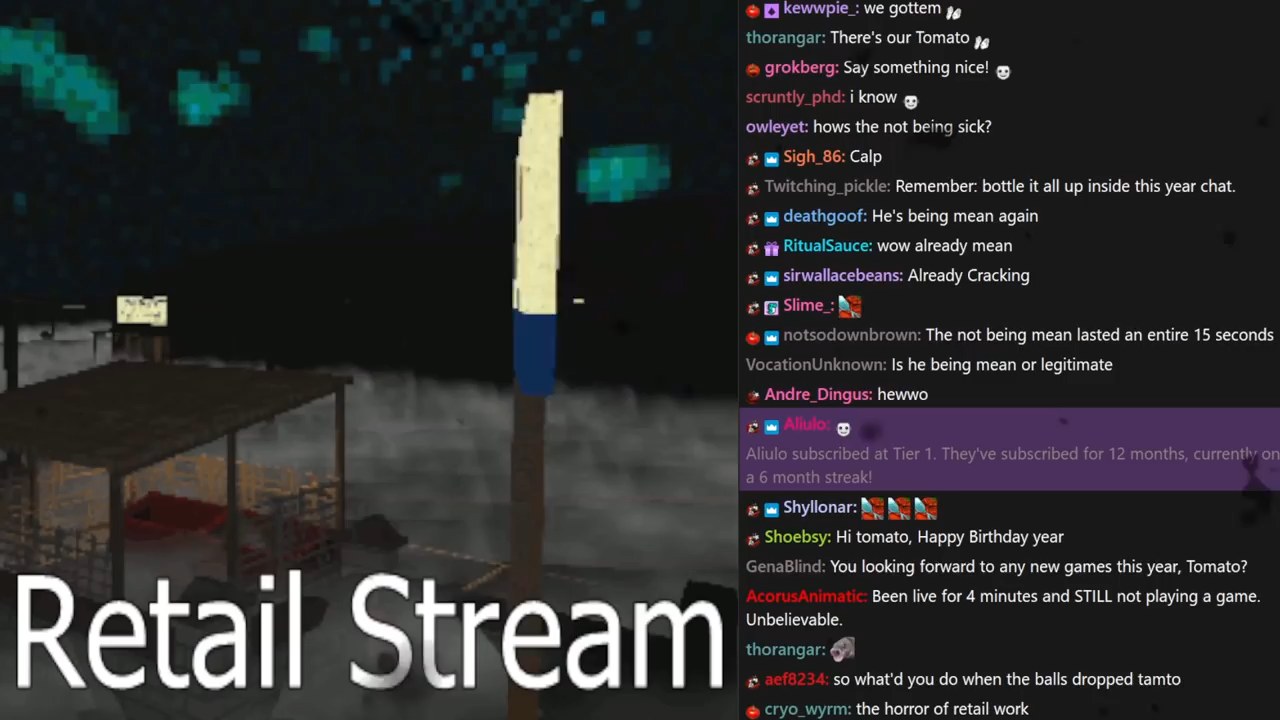 kewwpie_: we gottem
thorangar: There's our Tomato
grokberg: Say something nice!
scruntly_phd: i know
owleyet: hows the not being sick?
Sigh_86: Calp
Twitching_pickle: Remember: bottle it all up inside this year chat.
deathgoof: He's being mean again
RitualSauce: wow already mean
sirwallacebeans: Already Cracking
Slime_:
notsodownbrown: The not being mean lasted an entire 15 seconds
VocationUnknown: Is he being mean or legitimate
Andre_Dingus: hewwo
Aliulo:
Aliulo subscribed at Tier 1. They've subscribed for 12 months, currently on
a 6 month streak!
Shyllonar:
Shoebsy: Hi tomato, Happy Birthday year
GenaBlind: You looking forward to any new games this year, Tomato?
AcorusAnimatic: Been live for 4 minutes and STILL not playing a game.
Unbelievable.
thorangar:
aef8234: so what'd you do when the balls dropped tamto
cryo_wyrm: the horror of retail work
Retail Stream